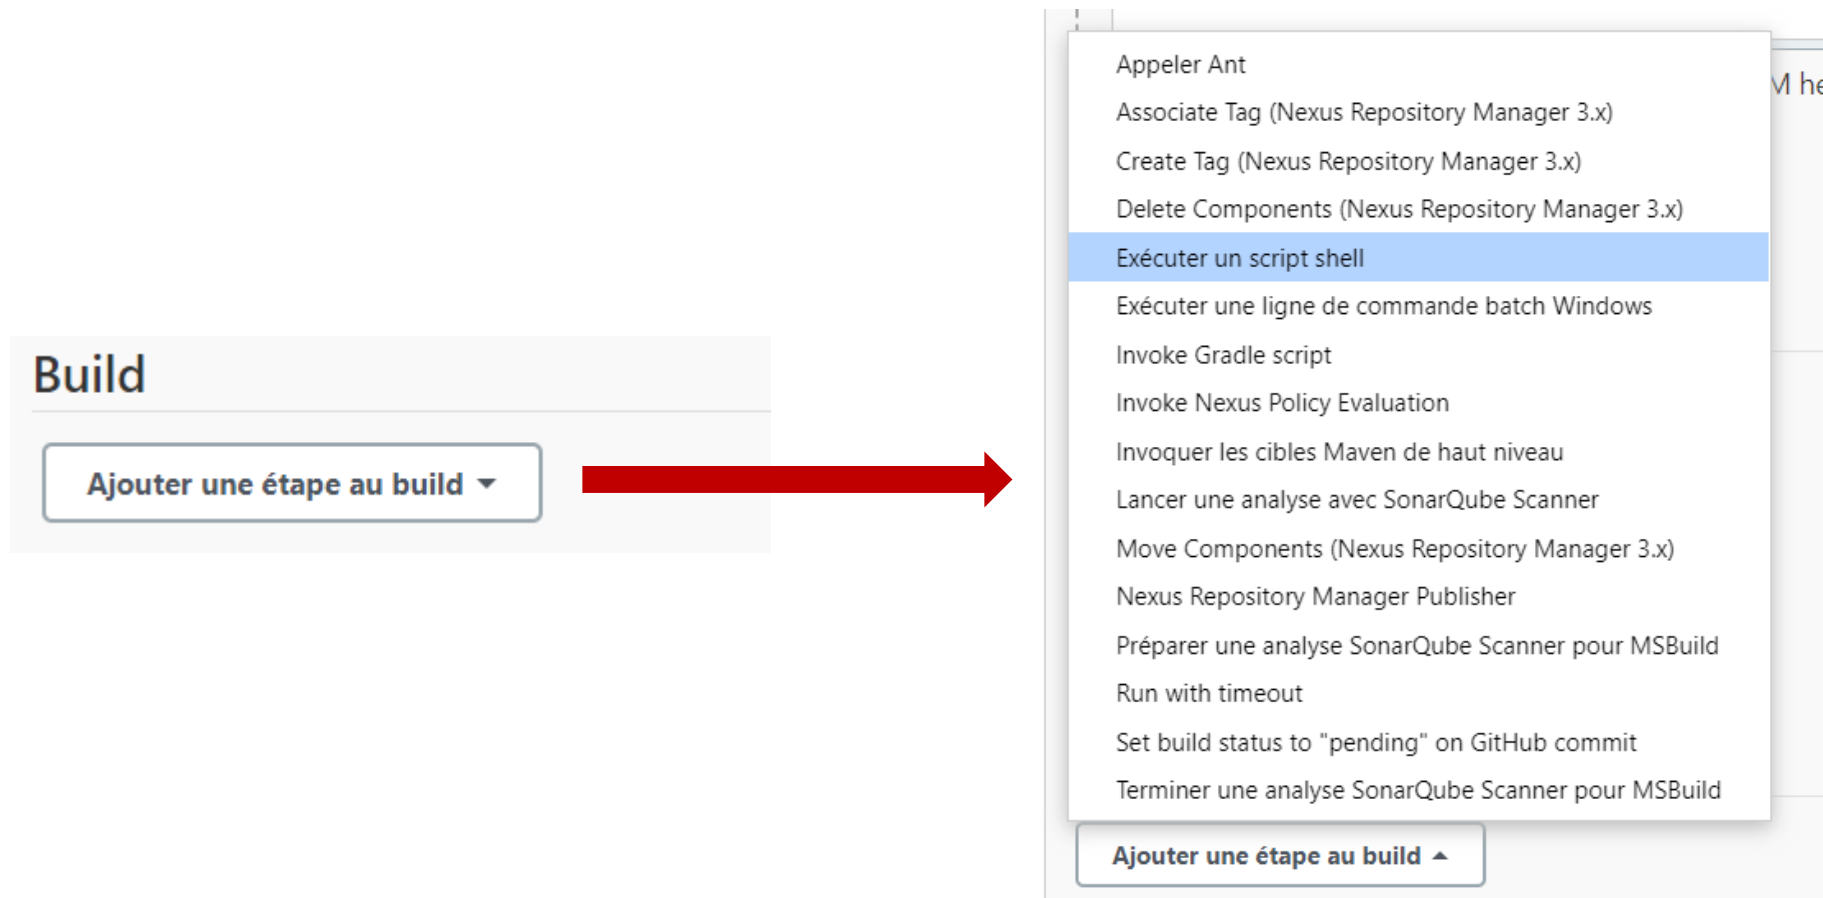 Build
Ajouter une étape au build
M he
Appeler Ant
Associate Tag (Nexus Repository Manager 3.x)
Create Tag (Nexus Repository Manager 3.x)
Delete Components (Nexus Repository Manager 3.x)
Exécuter un script shell
Exécuter une ligne de commande batch Windows
Invoke Gradle script
Invoke Nexus Policy Evaluation
Invoquer les cibles Maven de haut niveau
Lancer une analyse avec SonarQube Scanner
Move Components (Nexus Repository Manager 3.x)
Nexus Repository Manager Publisher
Préparer une analyse SonarQube Scanner pour MSBuild
Run with timeout
Set build status to "pending" on GitHub commit
Terminer une analyse SonarQube Scanner pour MSBuild
Ajouter une étape au build